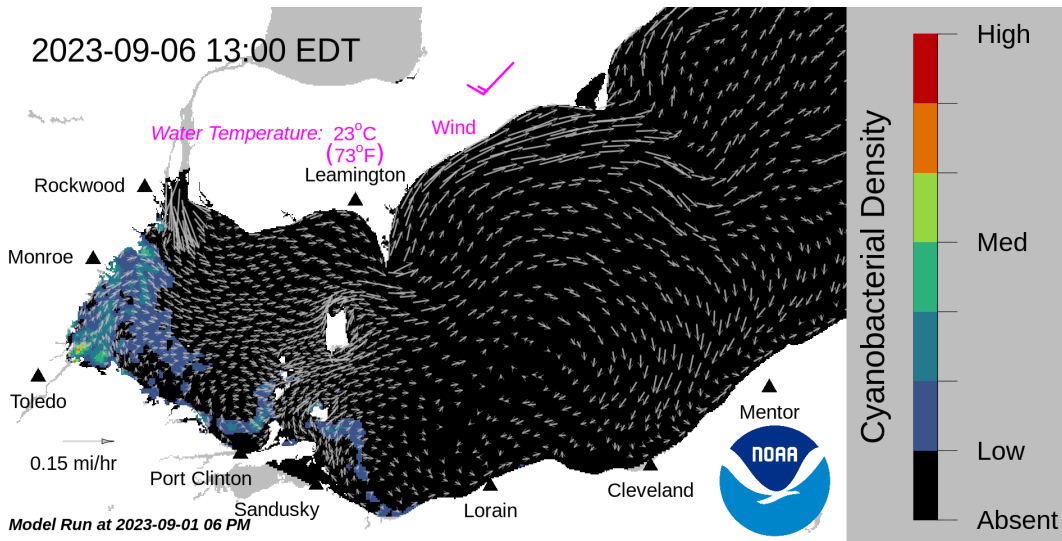 2023-09-06 13:00 EDT
High
Wind
Water Temperature: 23°C
(73°F)
Leamington
Rockwood
Cyanobacterial Density
Med
Monroe
Toledo
Mentor
NOAA
0.15 mi/hr
Low
Port Clinton
Cleveland
Sandusky
Lorain
Model Run at 2023-09-01 06 PM
Absent